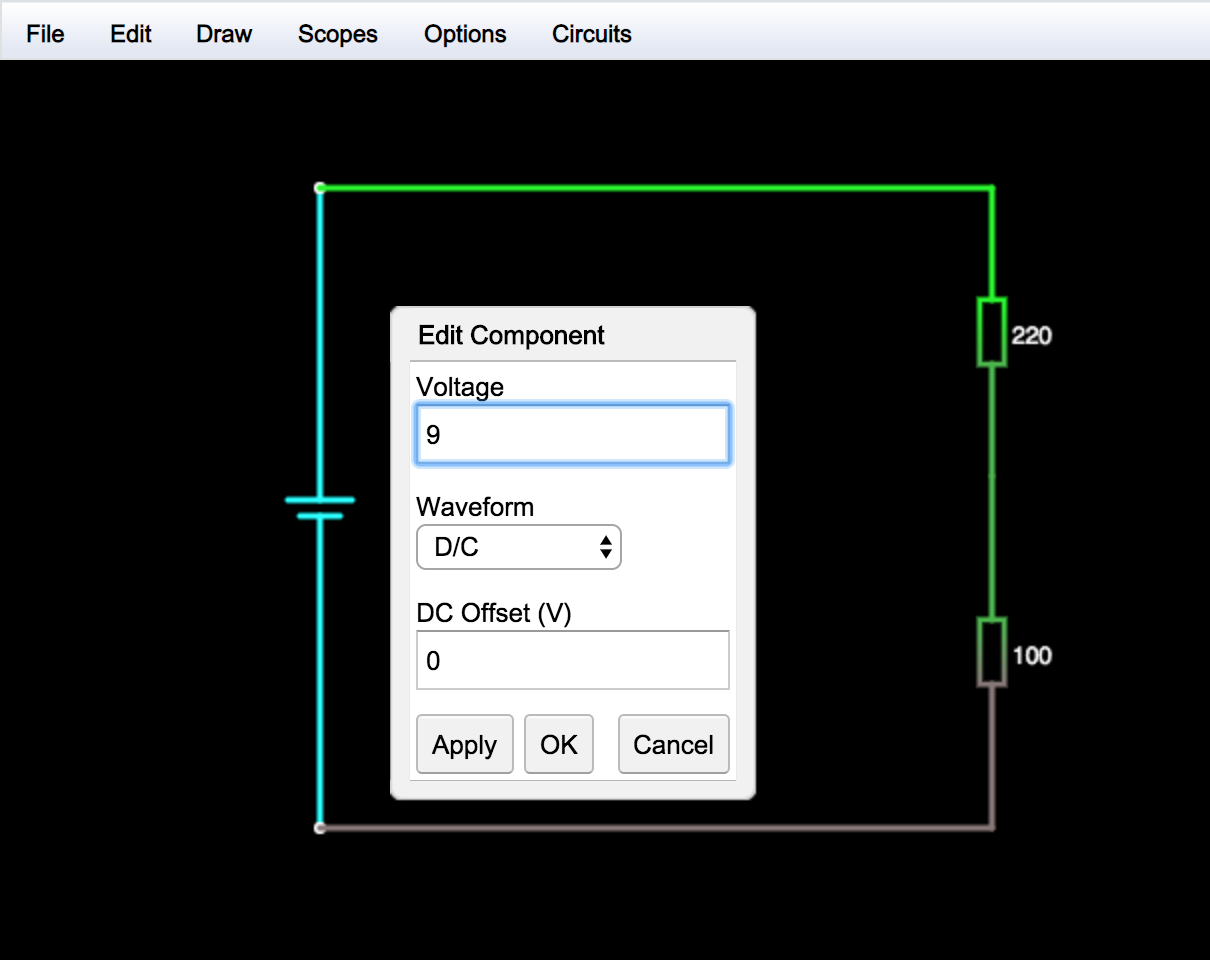 File Edit Draw Scopes Options Circuits
Edit Component
Voltage
9
Waveform
D/C
DC Offset (V)
0
Apply OK Cancel
220
100